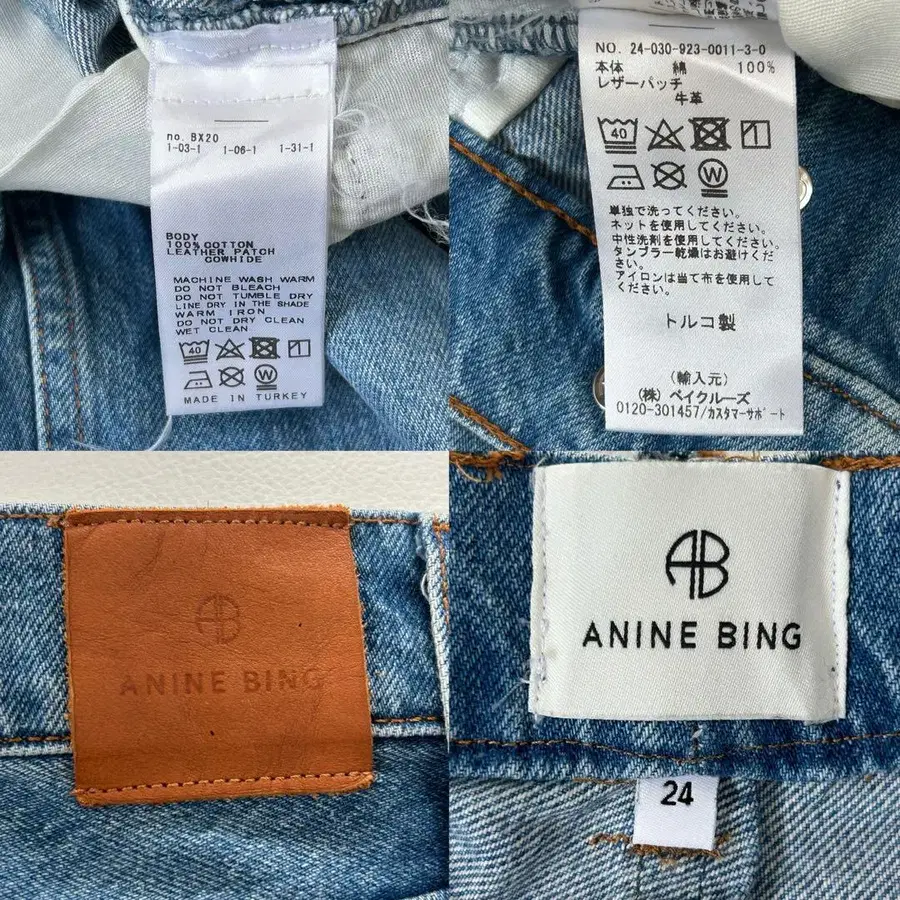 no. BX20
1-03-1 1-06-1 1-31-1
BODY
100% COTTON
LEATHER PATCH
COWHIDE
MACHINE WASH WARM
DO NOT BLEACH
DO NOT TUMBLE DRY
LINE DRY IN THE SHADE
WARM IRON
DO NOT DRY CLEAN
WET CLEAN
40
W
MADE IN TURKEY
NO. 24-030-923-0011-3-0
本体 綿 100%
レザーパッチ
牛革
40
W
単独で洗ってください。
ネットを使用してください。
中性洗剤を使用してください。
タンブラー乾燥はお避けくださ
い。
アイロンは当て布を使用して
ください。
トルコ製
(輸入元)
(株) ベイクルーズ
0120-301457/カスタマーサポート
AB
ANINE BING
AB
ANINE BING
24